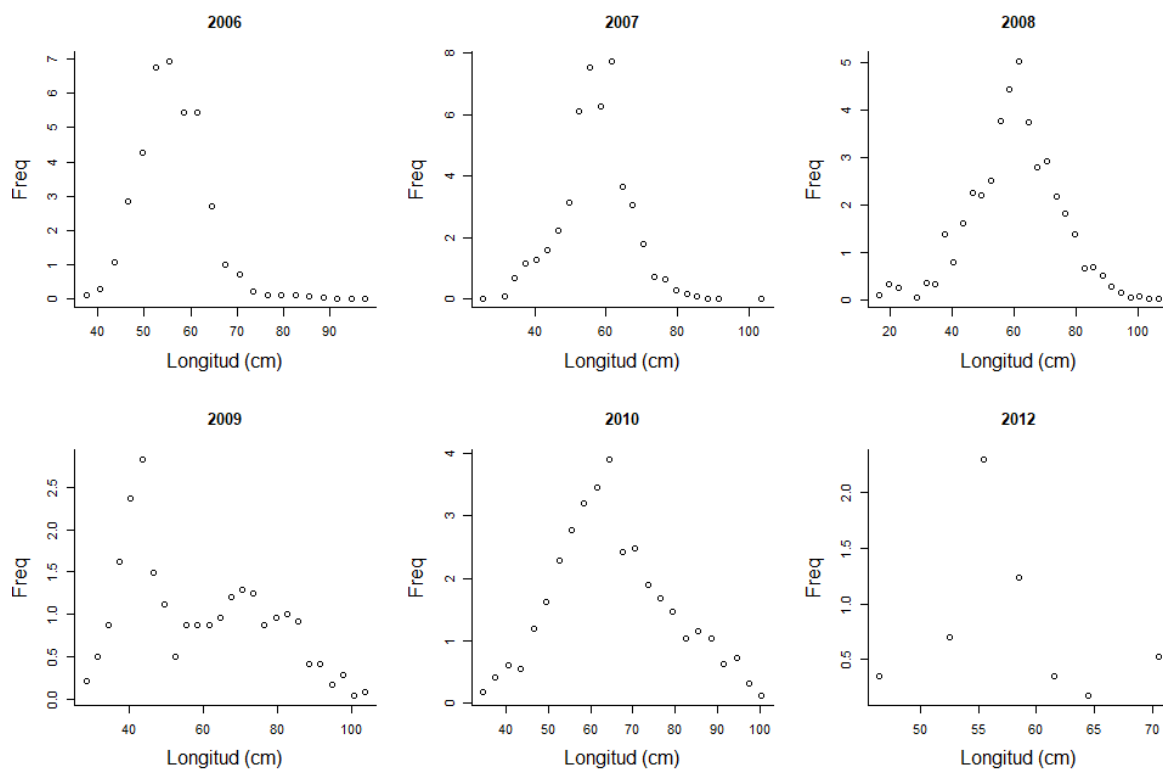 2006
Freq
0 1 2 3 4 5 6 7
40 50 60 70 80 90
Longitud (cm)
2007
Freq
0 2 4 6 8
40 60 80 100
Longitud (cm)
2008
Freq
0 1 2 3 4 5
20 40 60 80 100
Longitud (cm)
2009
Freq
0.0 0.5 1.0 1.5 2.0 2.5
40 60 80 100
Longitud (cm)
2010
Freq
0 1 2 3 4
40 50 60 70 80 90 100
Longitud (cm)
2012
Freq
0.5 1.0 1.5 2.0
50 55 60 65 70
Longitud (cm)